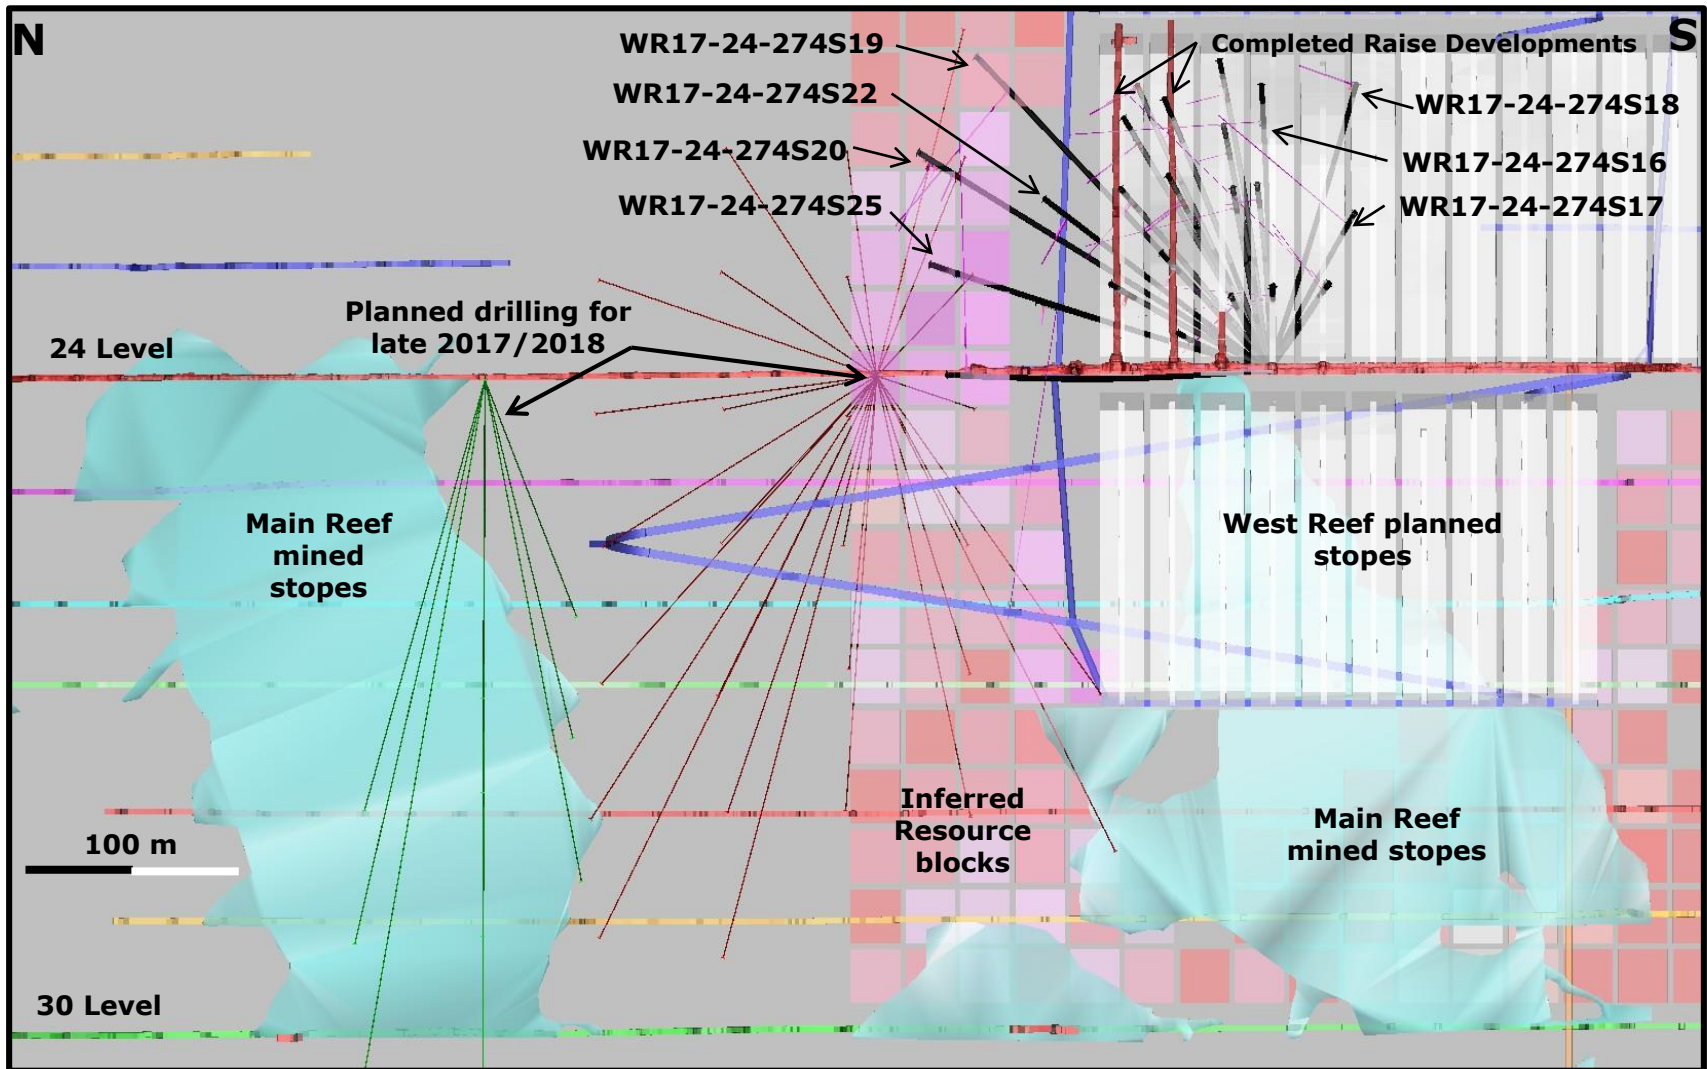 N
S
WR17-24-274S19
Completed Raise Developments
WR17-24-274S22
WR17-24-274S18
WR17-24-274S20
WR17-24-274S16
WR17-24-274S25
WR17-24-274S17
Planned drilling for
late 2017/2018
24 Level
Main Reef
mined
stopes
West Reef planned
stopes
Inferred
Resource
blocks
Main Reef
mined stopes
100 m
30 Level